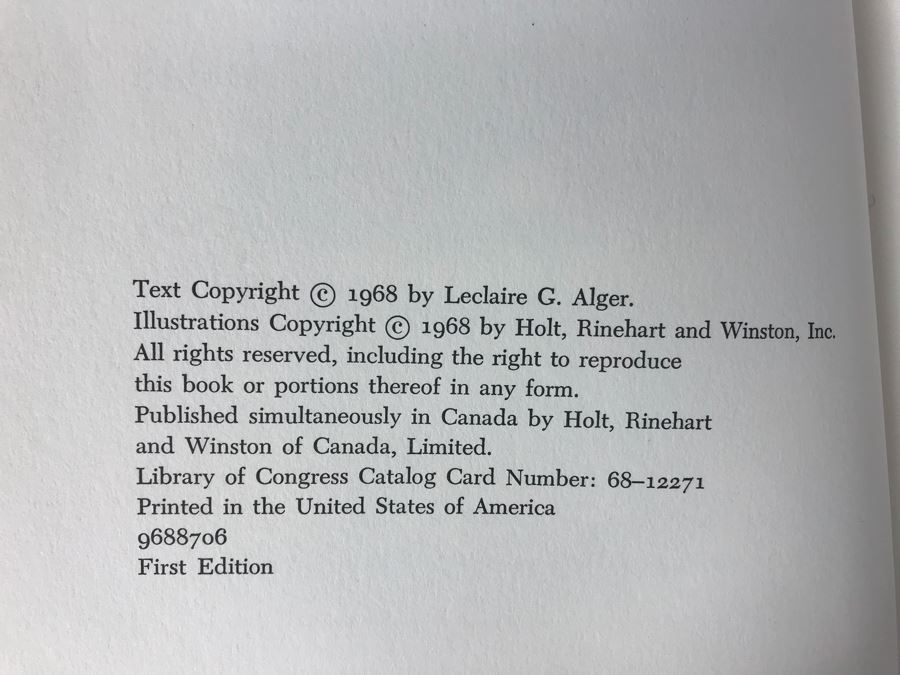 Text Copyright © 1968 by Leclaire G. Alger.
Illustrations Copyright © 1968 by Holt, Rinehart and Winston, Inc.
All rights reserved, including the right to reproduce
this book or portions thereof in any form.
Published simultaneously in Canada by Holt, Rinehart
and Winston of Canada, Limited.
Library of Congress Catalog Card Number: 68–12271
Printed in the United States of America
9688706
First Edition